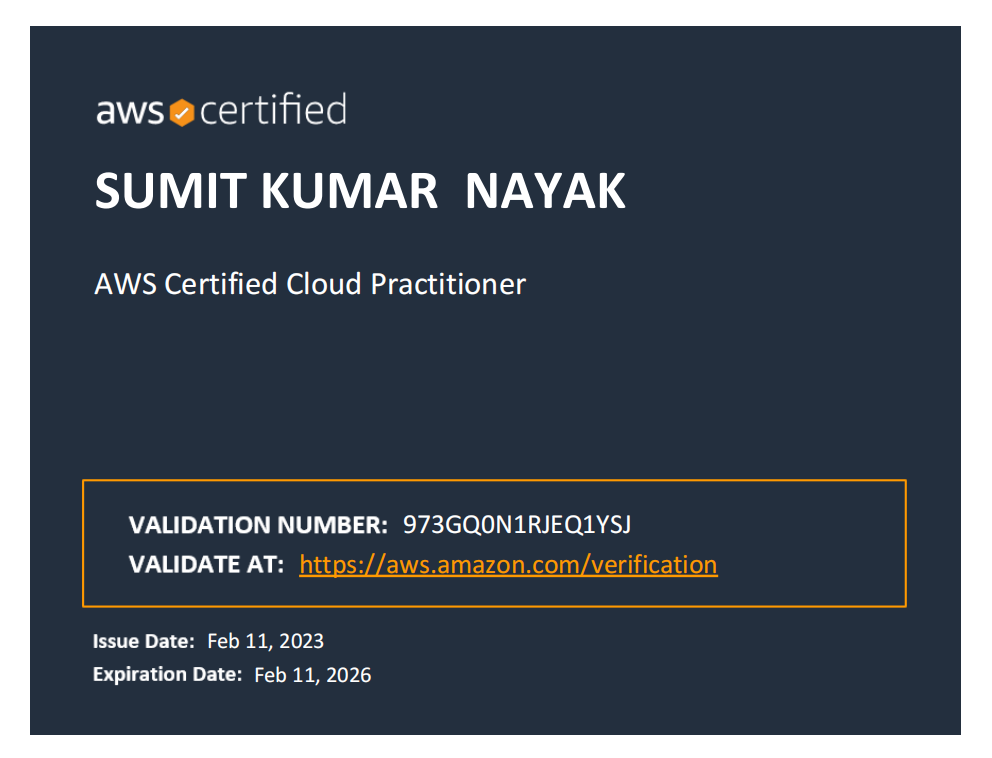 aws certified
SUMIT KUMAR NAYAK
AWS Certified Cloud Practitioner
VALIDATION NUMBER: 973GQ0N1RJEQ1YSJ
VALIDATE AT: https://aws.amazon.com/verification
Issue Date: Feb 11, 2023
Expiration Date: Feb 11, 2026